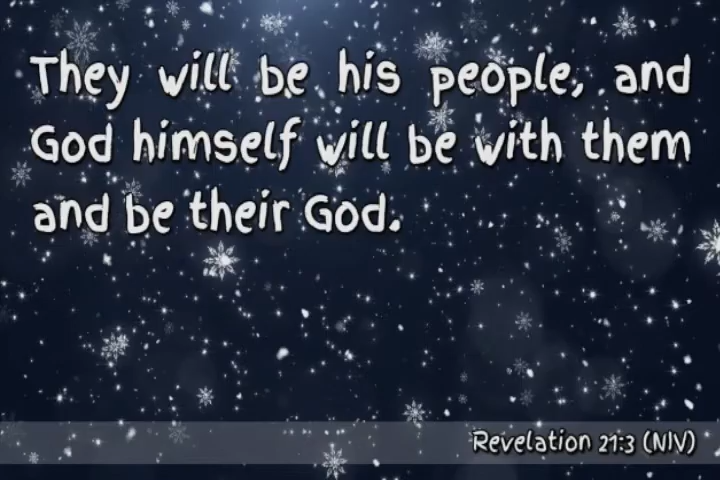 They will be his people, and
God himself will be with them
and be their God.
Revelation 21:3 (NIV)